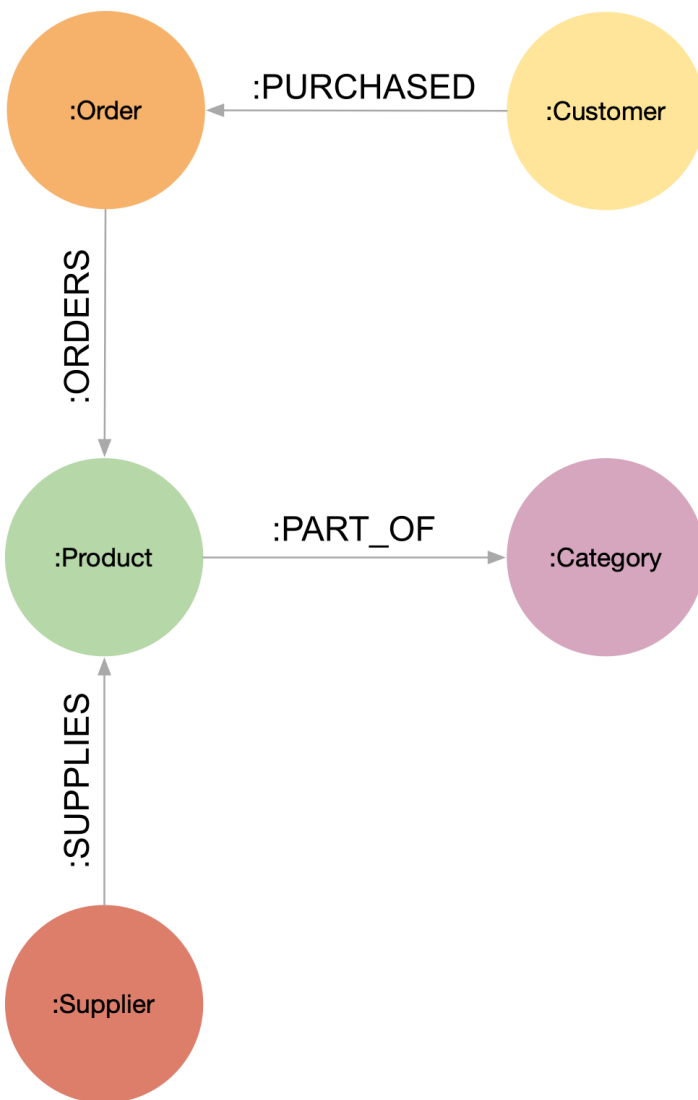 :PURCHASED
:Order
:Customer
:ORDERS
:PART_OF
:Product
:Category
:SUPPLIES
:Supplier